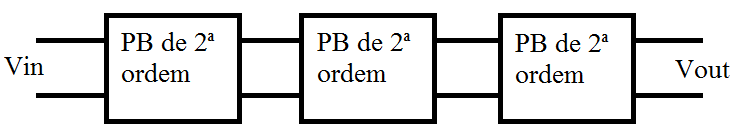 Vin
PB de 2ª
ordem
PB de 2ª
ordem
PB de 2ª
ordem
Vout